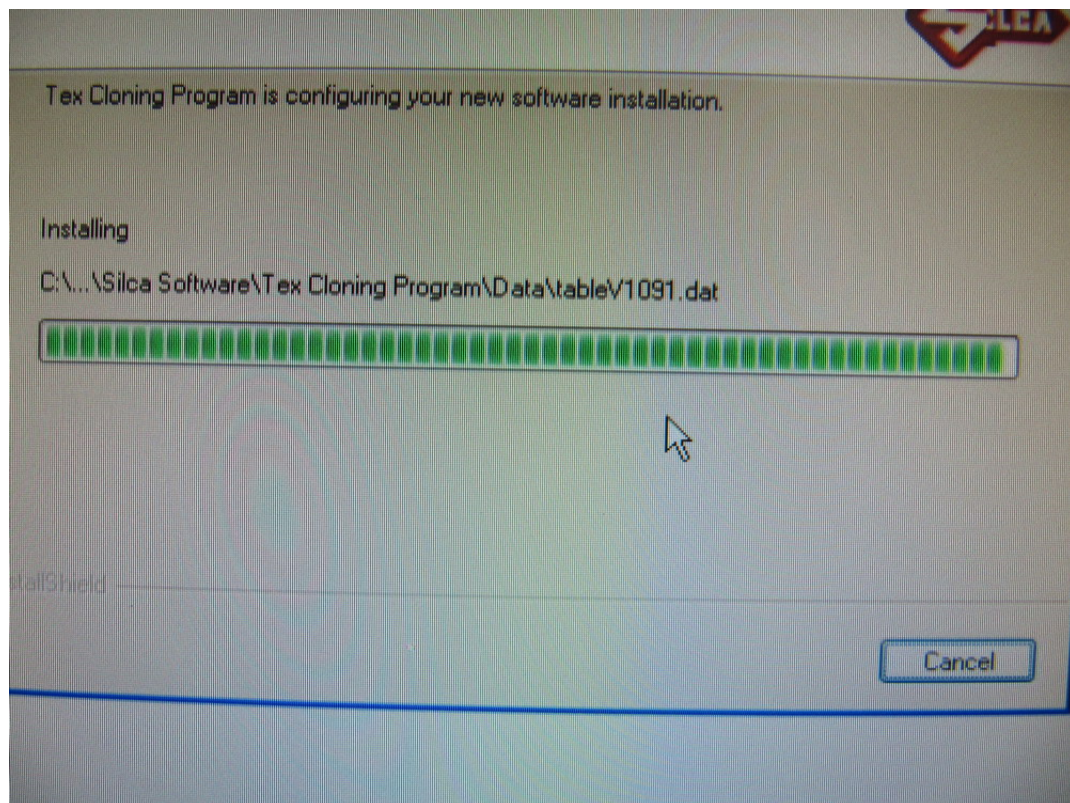 SILCA
Tex Cloning Program is configuring your new software installation.
Installing
C:\...\Silca Software\Tex Cloning Program\Data\tableV1091.dat
stallShield
Cancel